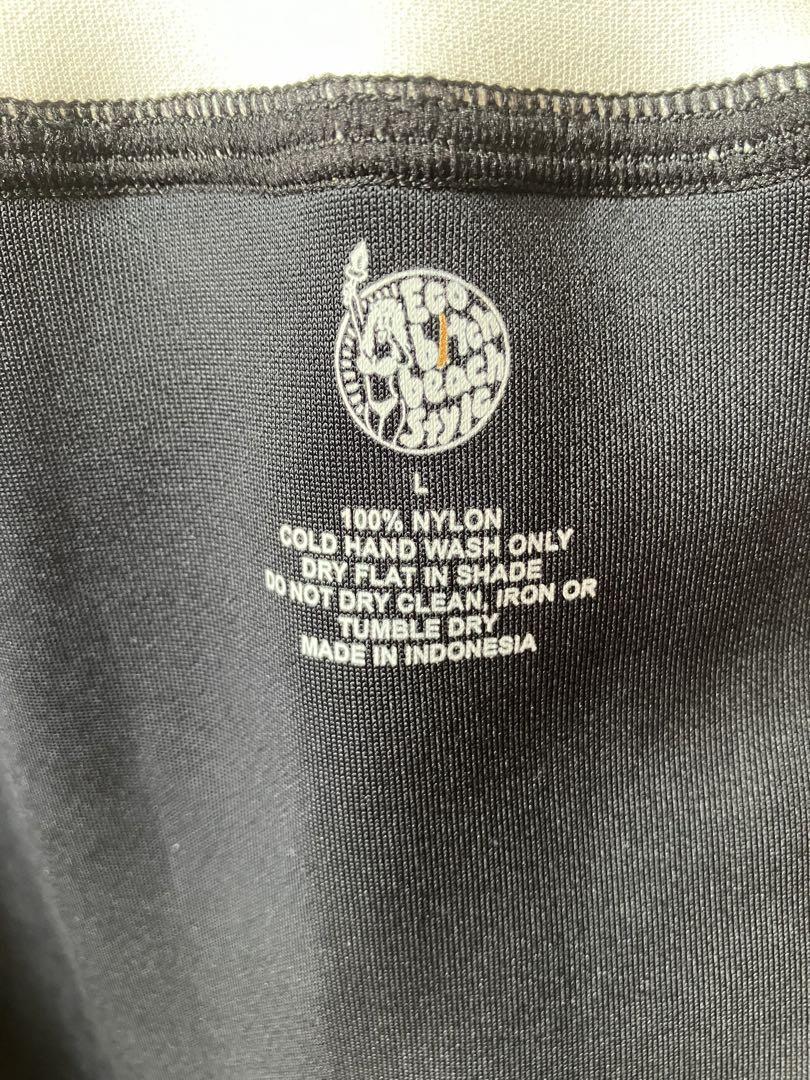 EGO
beach
style
L
100% NYLON
COLD HAND WASH ONLY
DRY FLAT IN SHADE
DO NOT DRY CLEAN, IRON OR
TUMBLE DRY
MADE IN INDONESIA